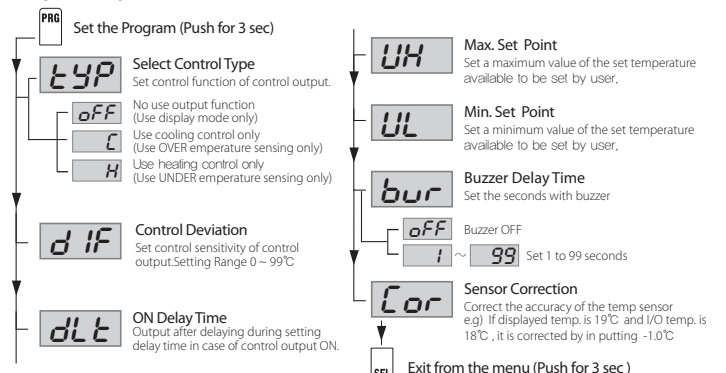 PRG
Set the Program (Push for 3 sec)
tYP
Select Control Type
Set control function of control output.
oFF
No use output function
(Use display mode only)
C
Use cooling control only
(Use OVER emperature sensing only)
H
Use heating control only
(Use UNDER emperature sensing only)
dIF
Control Deviation
Set control sensitivity of control
output.Setting Range 0 ~ 99℃
dLt
ON Delay Time
Output after delaying during setting
delay time in case of control output ON.
UH
Max. Set Point
Set a maximum value of the set temperature
available to be set by user.
UL
Min. Set Point
Set a minimum value of the set temperature
available to be set by user.
bur
Buzzer Delay Time
Set the seconds with buzzer
oFF
Buzzer OFF
1 ~ 99 Set 1 to 99 seconds
Cor
Sensor Correction
Correct the accuracy of the temp sensor
e.g) If displayed temp. is 19℃ and I/O temp. is
18℃ , it is corrected by in putting -1.0℃
SEL
Exit from the menu (Push for 3 sec )